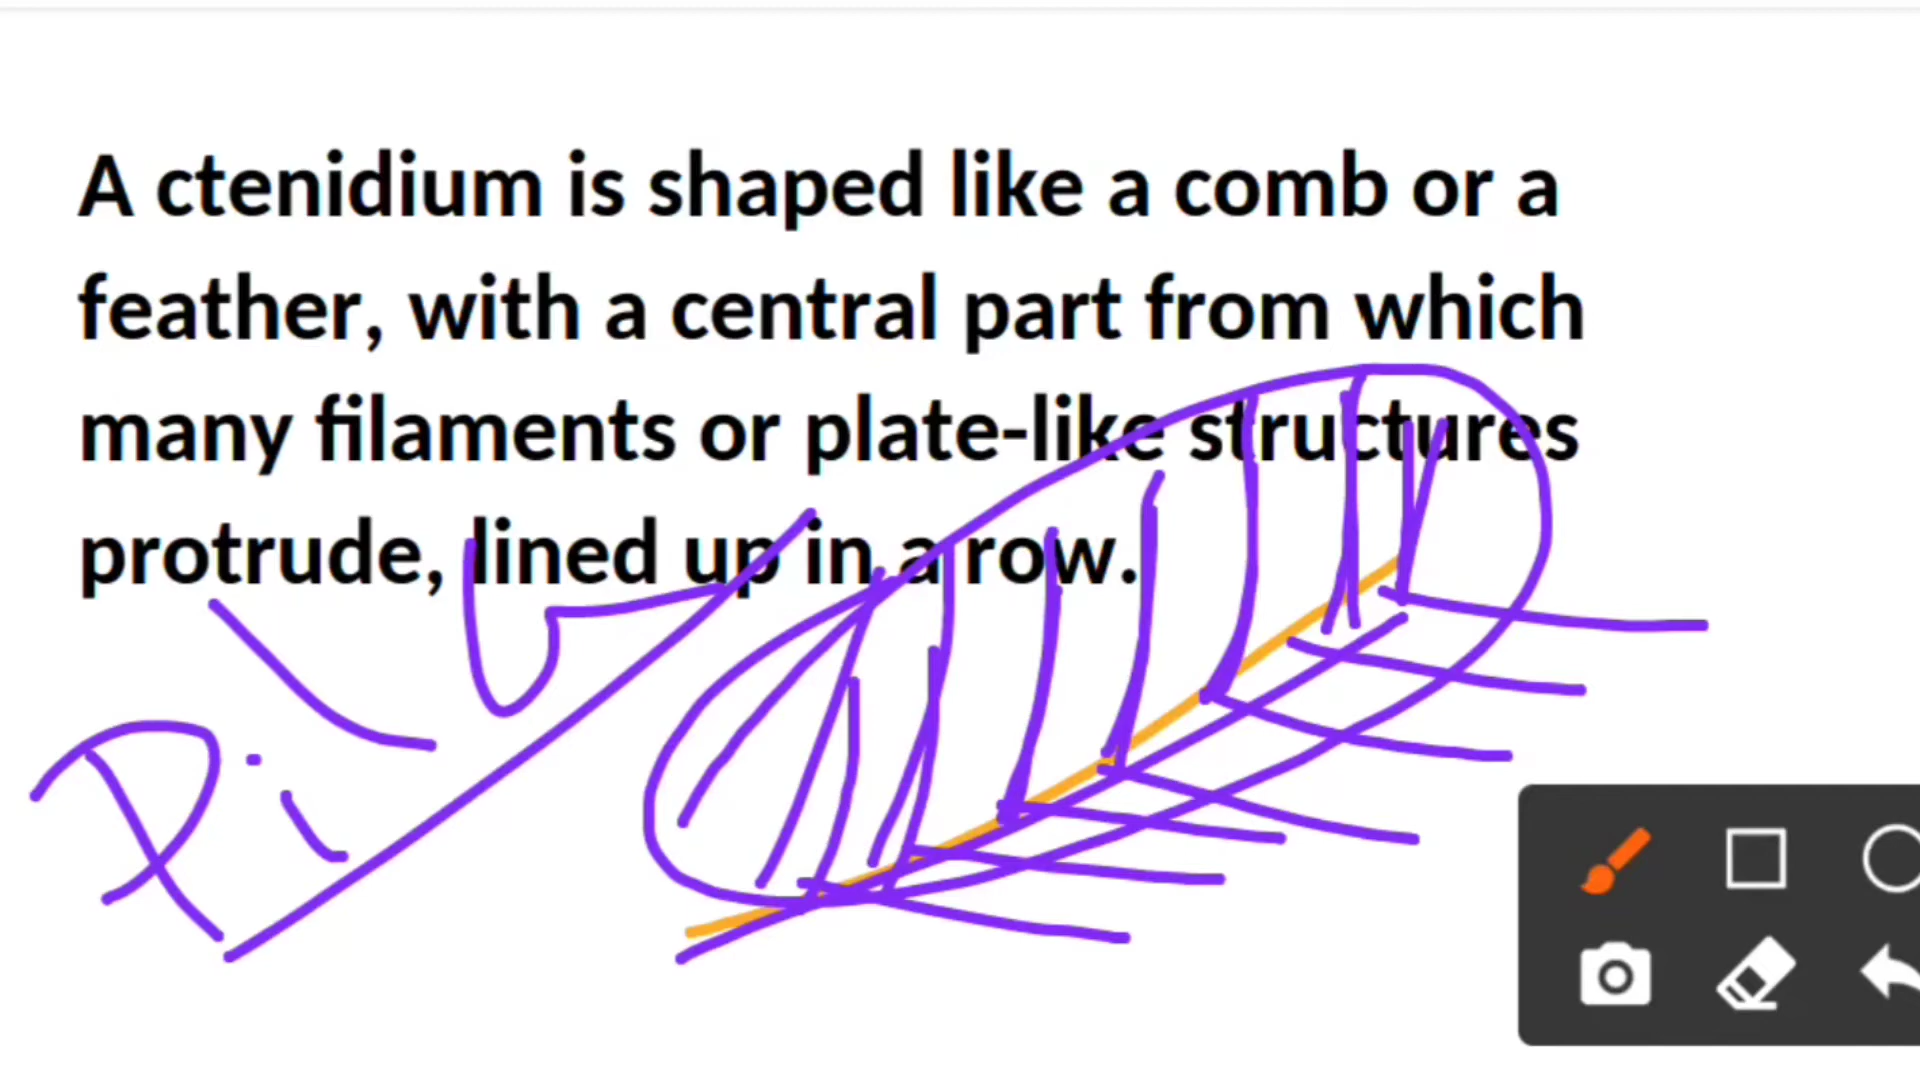 A ctenidium is shaped like a comb or a
feather, with a central part from which
many filaments or plate-like structures
protrude, lined up in a row.